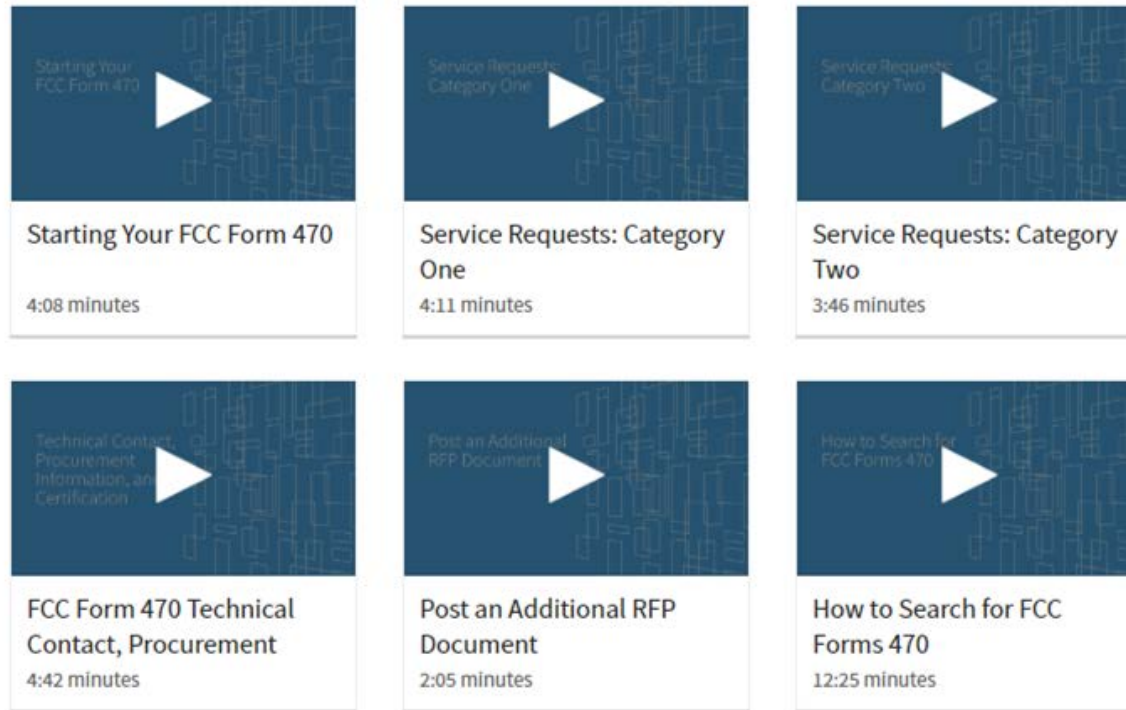 Starting Your
FCC Form 470
Service Requests:
Category One
Service Requests:
Category Two
Starting Your FCC Form 470
4:08 minutes
Service Requests: Category
One
4:11 minutes
Service Requests: Category
Two
3:46 minutes
Technical Contact,
Procurement
Information, and
Certification
Post an Additional
RFP Document
How to Search for
FCC Forms 470
FCC Form 470 Technical
Contact, Procurement
4:42 minutes
Post an Additional RFP
Document
2:05 minutes
How to Search for FCC
Forms 470
12:25 minutes